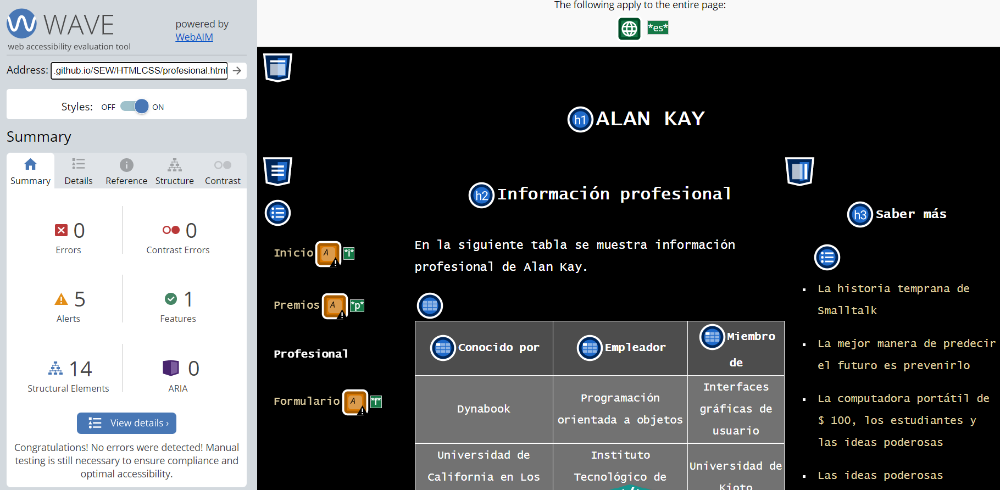 WAVE
web accessibility evaluation tool
powered by
WebAIM
Address: .github.io/SEW/HTMLCSS/profesional.html
Styles: OFF ON
Summary
Summary Details Reference Structure Contrast
0 0
Errors Contrast Errors
5 1
Alerts Features
14 0
Structural Elements ARIA
View details ›
Congratulations! No errors were detected! Manual
testing is still necessary to ensure compliance and
optimal accessibility.
The following apply to the entire page:
*es*
h1 ALAN KAY
Inicio A *i*
Premios A *p*
Profesional
Formulario A *f*
h2 Información profesional
En la siguiente tabla se muestra información
profesional de Alan Kay.
Conocido por
Empleador
Miembro
de
Dynabook
Programación
orientada a objetos
Interfaces
gráficas de
usuario
Universidad de
California en Los
Instituto
Tecnológico de
Universidad de
Kioto
h3 Saber más
La historia temprana de
Smalltalk
La mejor manera de predecir
el futuro es prevenirlo
La computadora portátil de
$ 100, los estudiantes y
las ideas poderosas
Las ideas poderosas